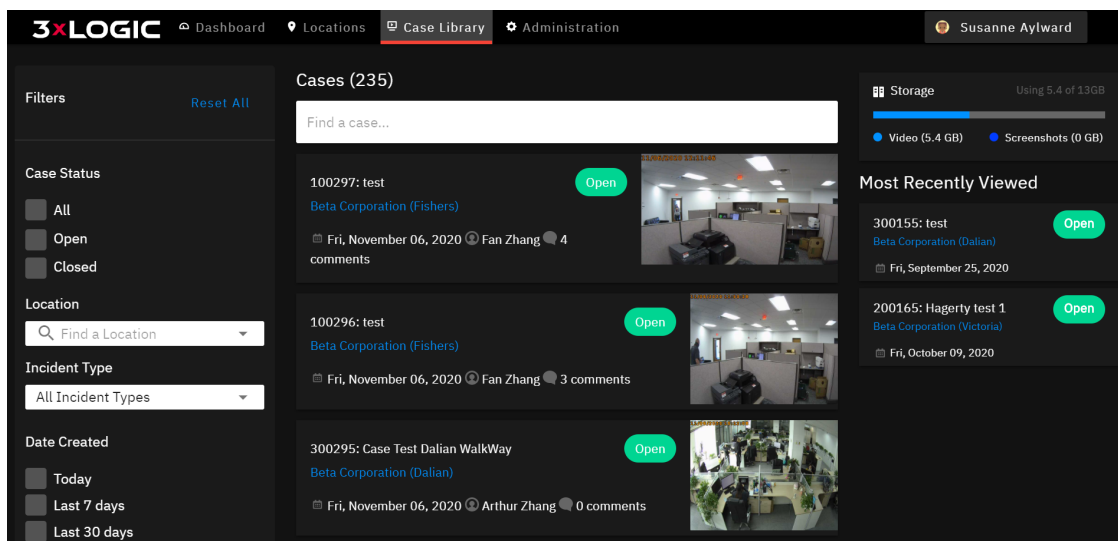 3xLOGIC
Dashboard
Locations
Case Library
Administration
Susanne Aylward
Filters
Reset All
Case Status
All
Open
Closed
Location
Find a Location
Incident Type
All Incident Types
Date Created
Today
Last 7 days
Last 30 days
Cases (235)
Find a case...
100297: test
Open
Beta Corporation (Fishers)
Fri, November 06, 2020 Fan Zhang 4
comments
100296: test
Open
Beta Corporation (Fishers)
Fri, November 06, 2020 Fan Zhang 3 comments
300295: Case Test Dalian WalkWay
Open
Beta Corporation (Dalian)
Fri, November 06, 2020 Arthur Zhang 0 comments
Storage
Using 5.4 of 13GB
Video (5.4 GB)
Screenshots (0 GB)
Most Recently Viewed
300155: test
Open
Beta Corporation (Dalian)
Fri, September 25, 2020
200165: Hagerty test 1
Open
Beta Corporation (Victoria)
Fri, October 09, 2020